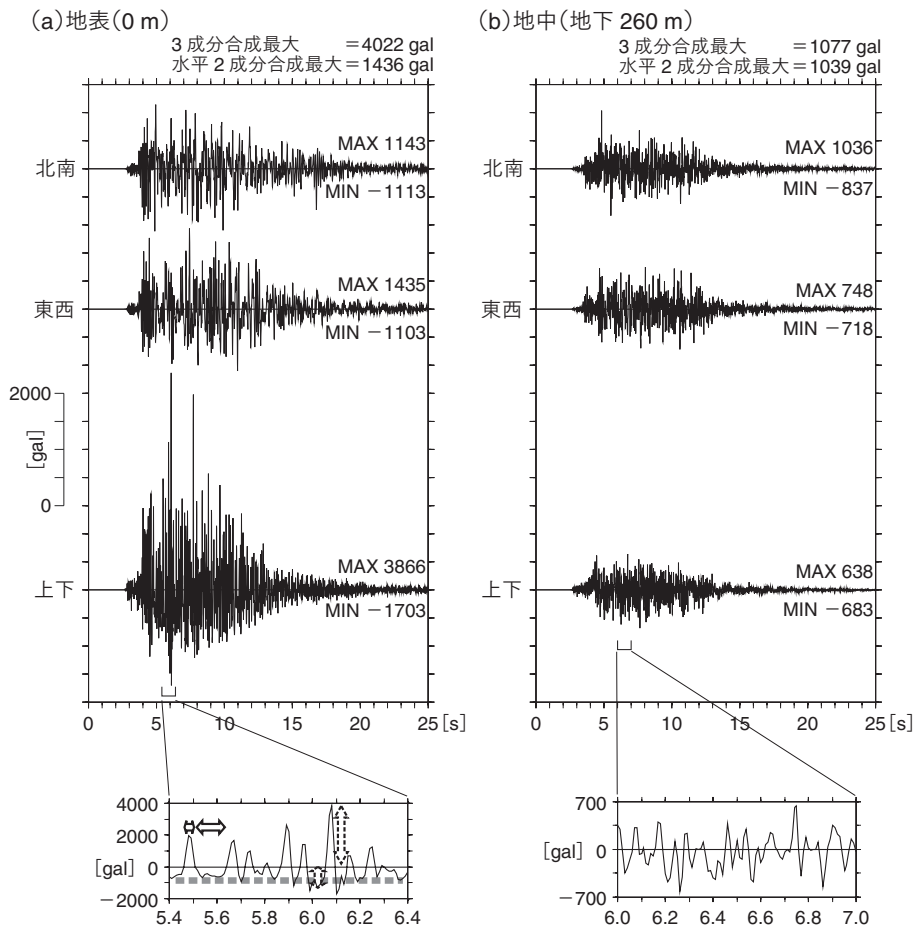 (a)地表(0 m)
3 成分合成最大 =4022 gal
水平 2 成分合成最大=1436 gal
北南
MAX 1143
MIN −1113
東西
MAX 1435
MIN −1103
2000
[gal]
0
上下
MAX 3866
MIN −1703
0 5 10 15 20 25 [s]
4000
2000
[gal] 0
−2000
5.4 5.6 5.8 6.0 6.2 6.4
(b)地中(地下 260 m)
3 成分合成最大 =1077 gal
水平 2 成分合成最大=1039 gal
北南
MAX 1036
MIN −837
東西
MAX 748
MIN −718
上下
MAX 638
MIN −683
0 5 10 15 20 25 [s]
700
[gal] 0
−700
6.0 6.2 6.4 6.6 6.8 7.0